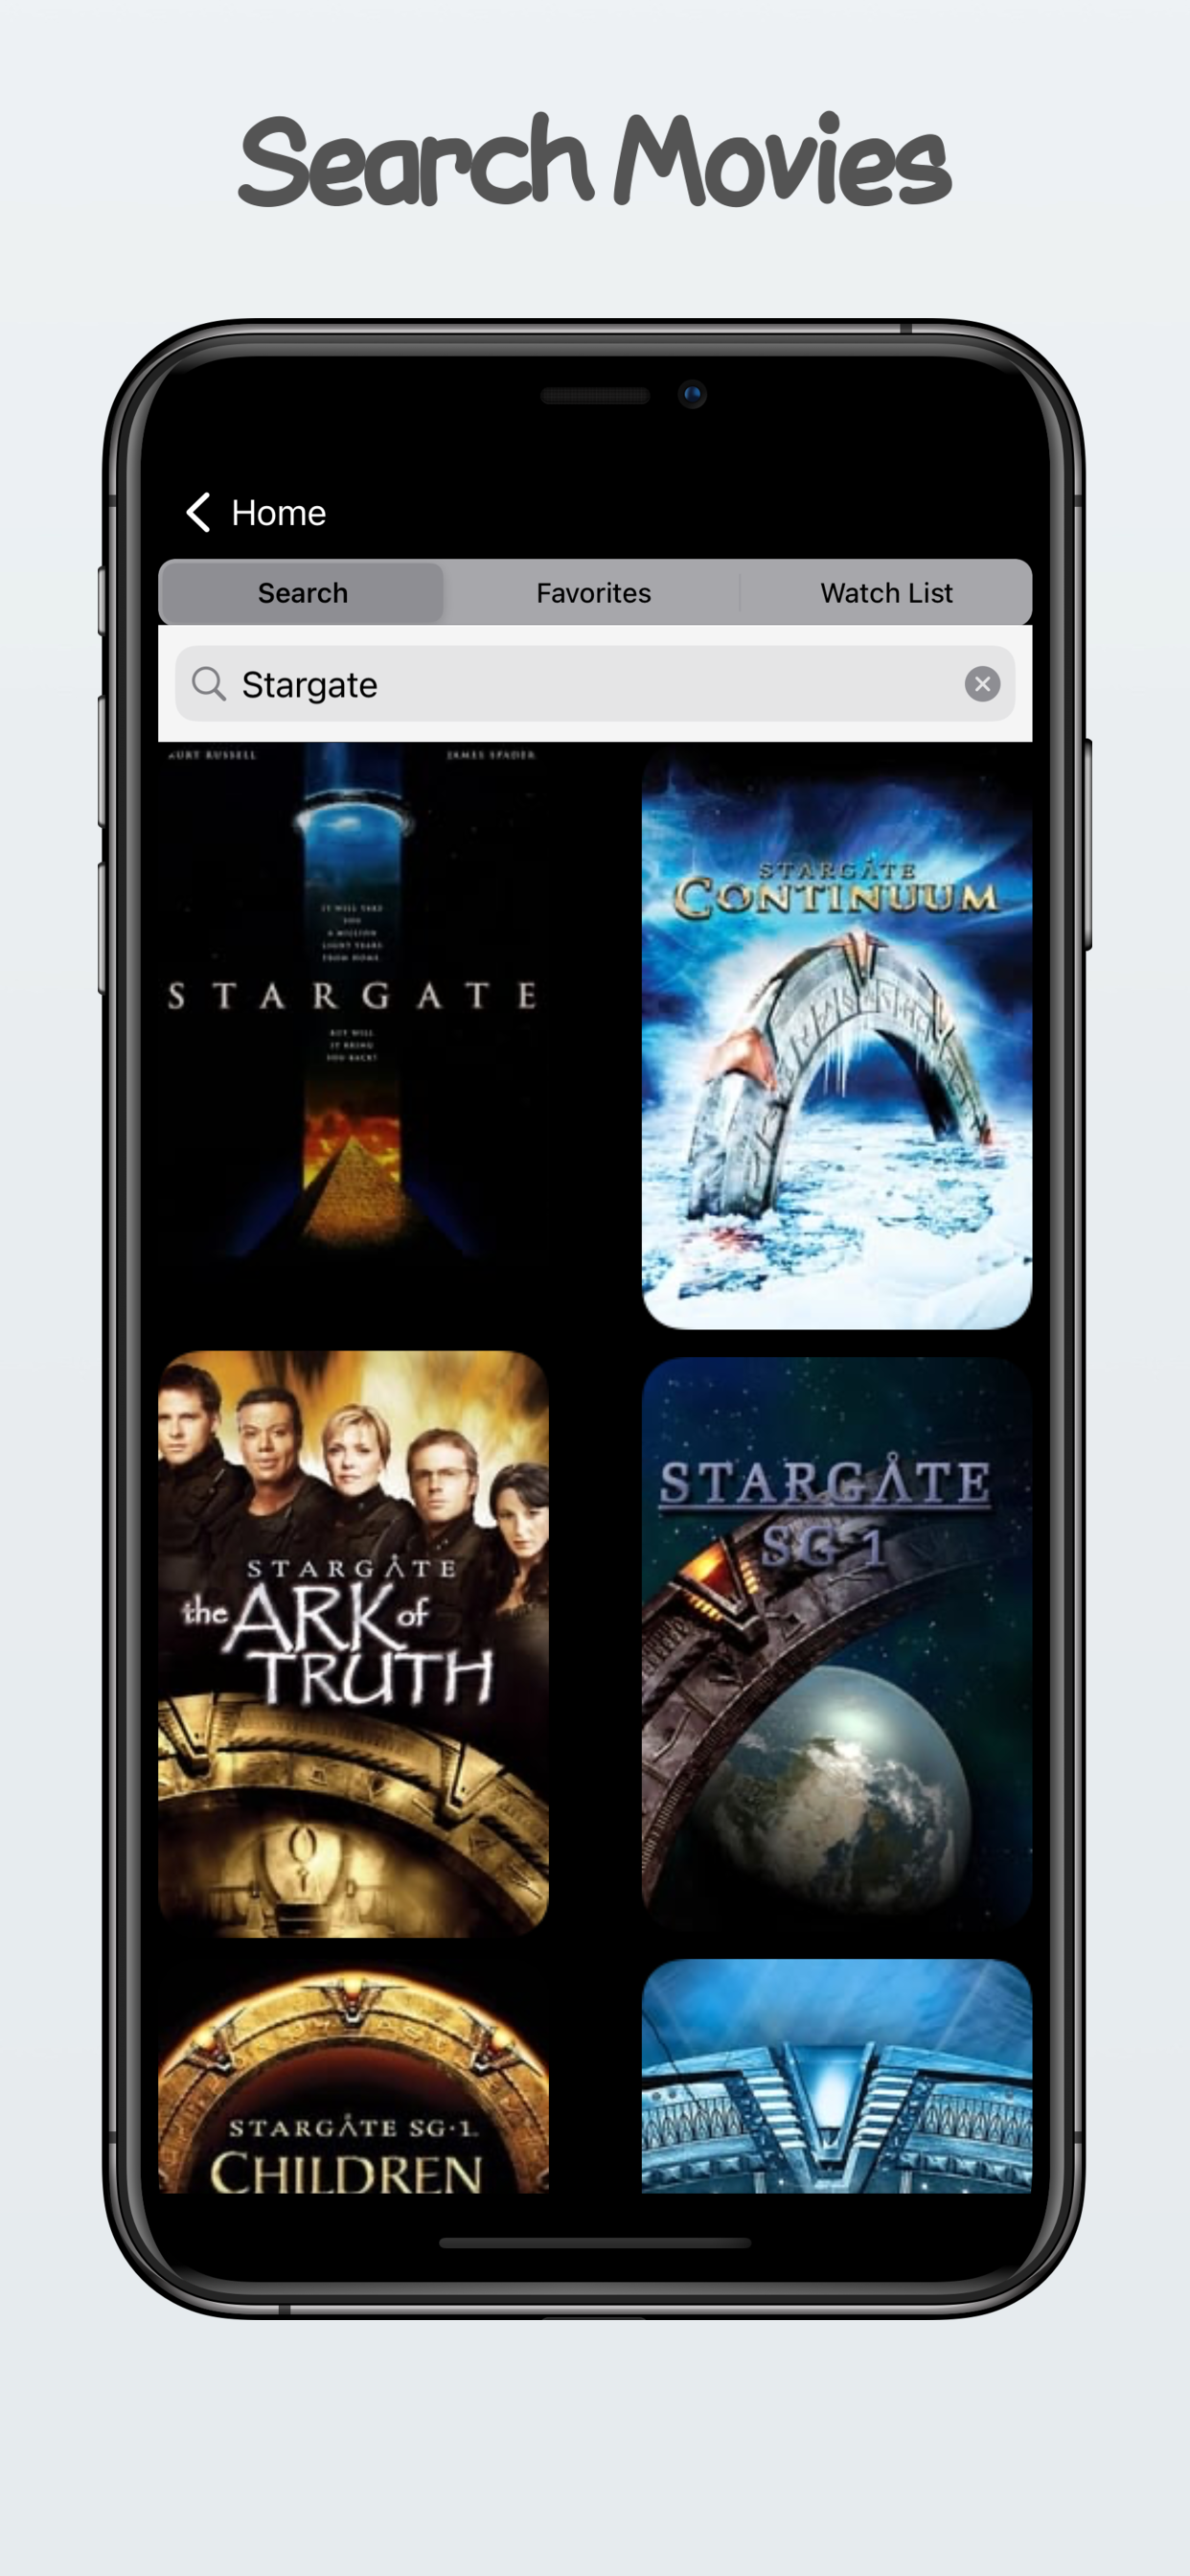 Search Movies
Home
Search
Favorites
Watch List
Stargate
KURT RUSSELL
JAMES SPADER
IT WILL TAKE
YOU
A MILLION
LIGHT YEARS
FROM HOME
STARGATE
BUT WILL
IT BRING
YOU BACK?
STARGATE
CONTINUUM
STARGATE
the ARK of
TRUTH
STARGATE
SG·1
STARGATE SG·1
CHILDREN